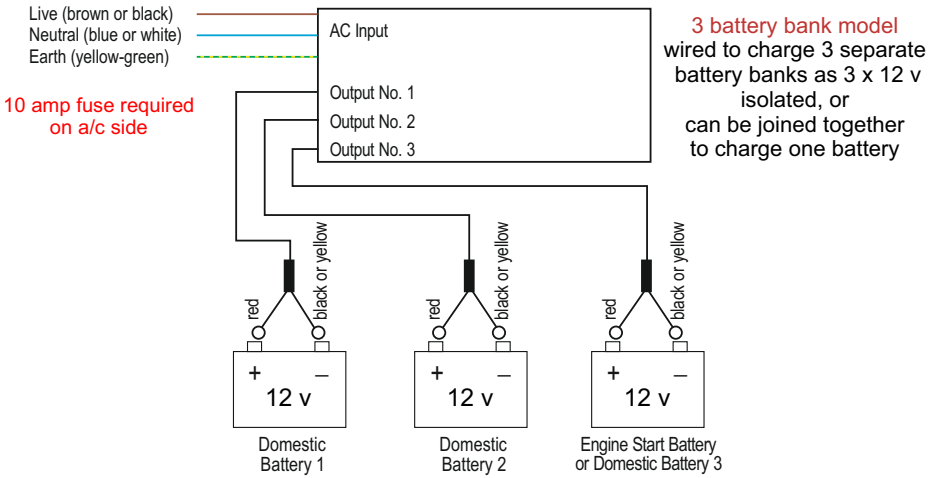 Live (brown or black)
Neutral (blue or white)
Earth (yellow-green)
10 amp fuse required
on a/c side
AC Input
Output No. 1
Output No. 2
Output No. 3
3 battery bank model
wired to charge 3 separate
battery banks as 3 x 12 v
isolated, or
can be joined together
to charge one battery
red
black or yellow
red
black or yellow
red
black or yellow
+ –
12 v
+ –
12 v
+ –
12 v
Domestic
Battery 1
Domestic
Battery 2
Engine Start Battery
or Domestic Battery 3